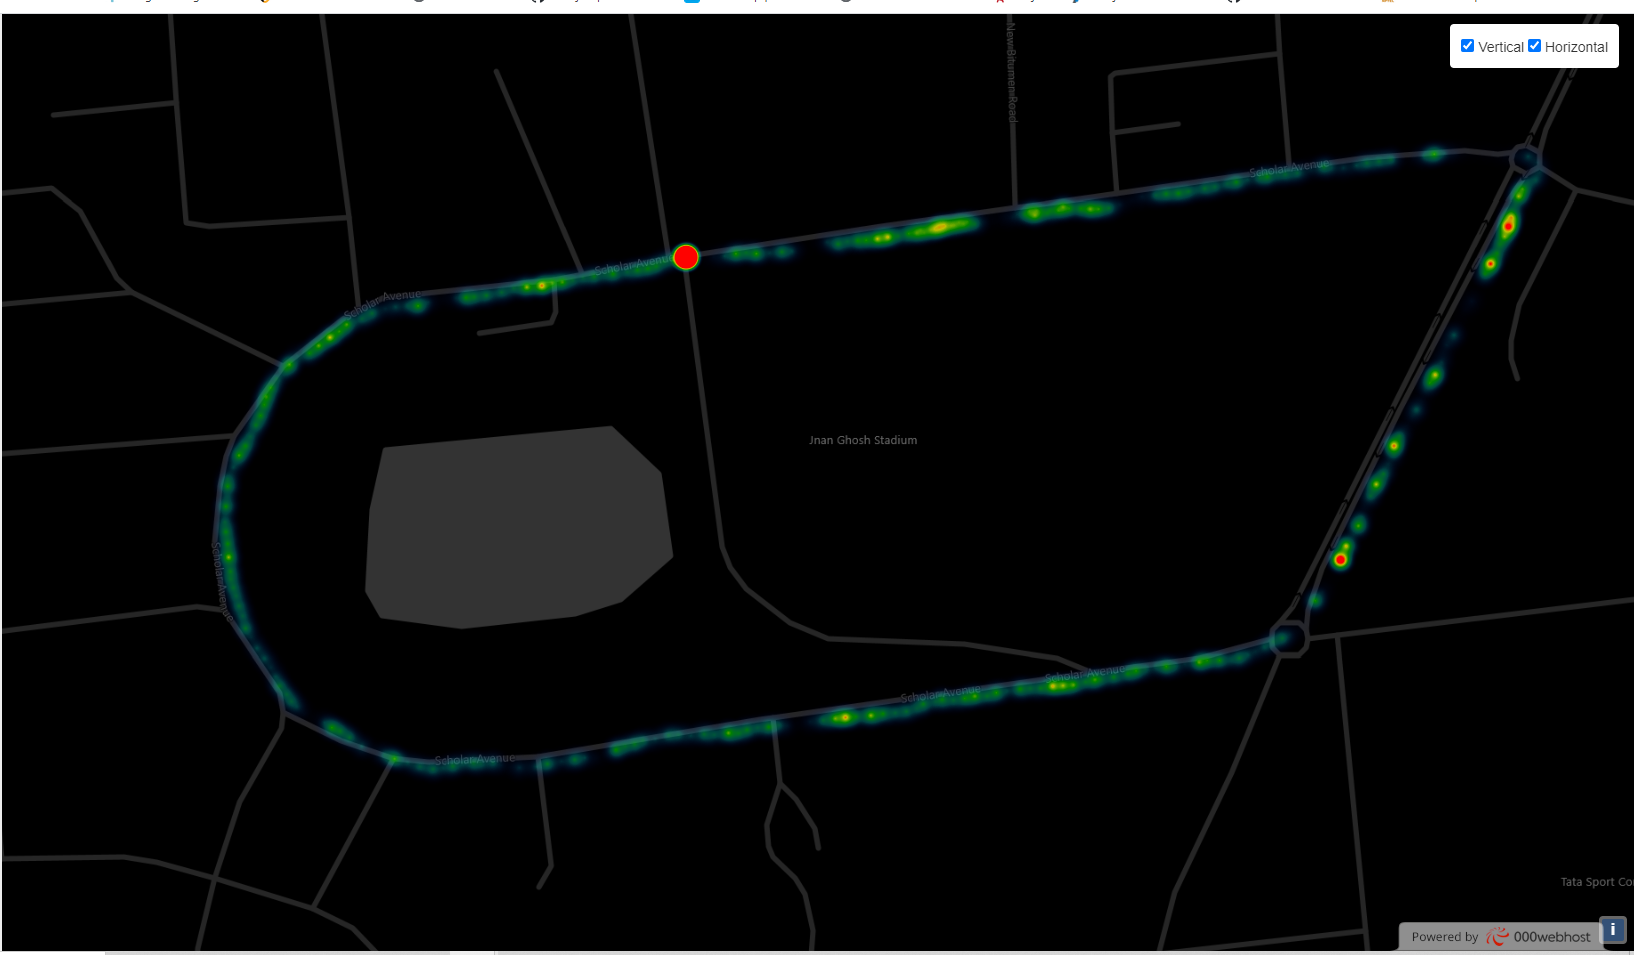 Vertical Horizontal
New Bitumen Road
Scholar Avenue
Scholar Avenue
Scholar Avenue
Jnan Ghosh Stadium
Scholar Avenue
Scholar Avenue
Scholar Avenue
Scholar Avenue
Tata Sport Co
Powered by 000webhost
i